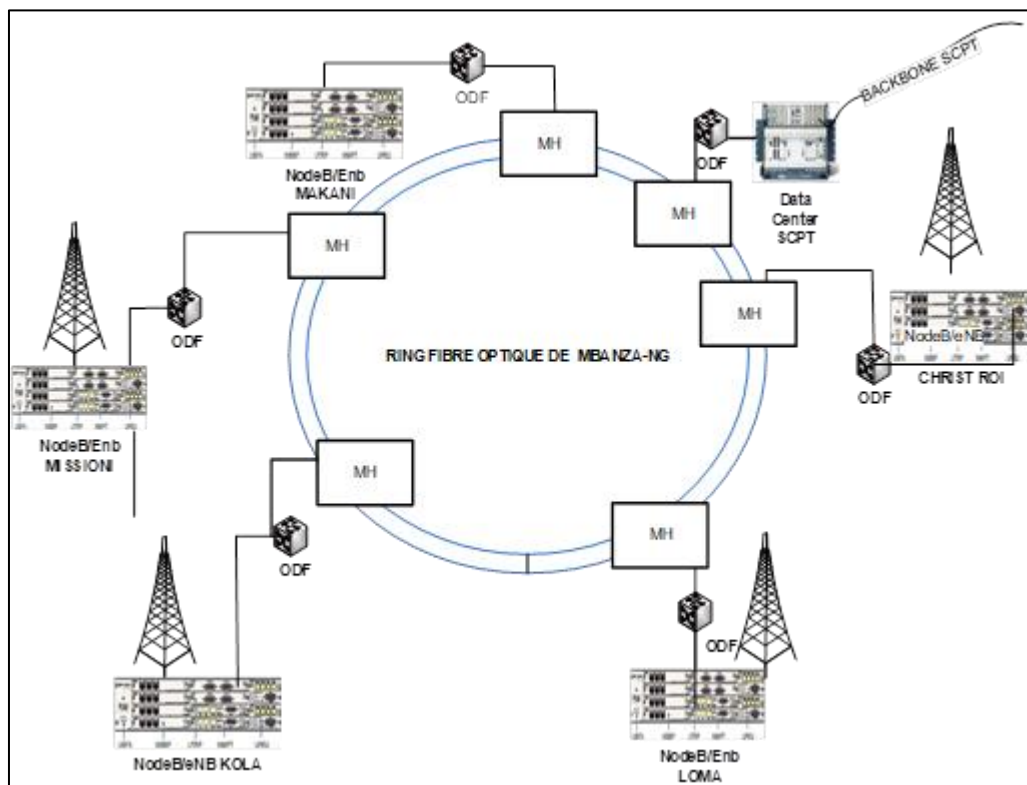 ODF
MH
NodeB/Enb
MAKANI
BACKBONE SCPT
ODF
MH
Data
Center
SCPT
MH
ODF
MH
NodeB/eNB
CHRIST ROI
ODF
RING FIBRE OPTIQUE DE MBANZA-NG
NodeB/Enb
MISSIONI
MH
ODF
MH
ODF
NodeB/eNB KOLA
NodeB/Enb
LOMA